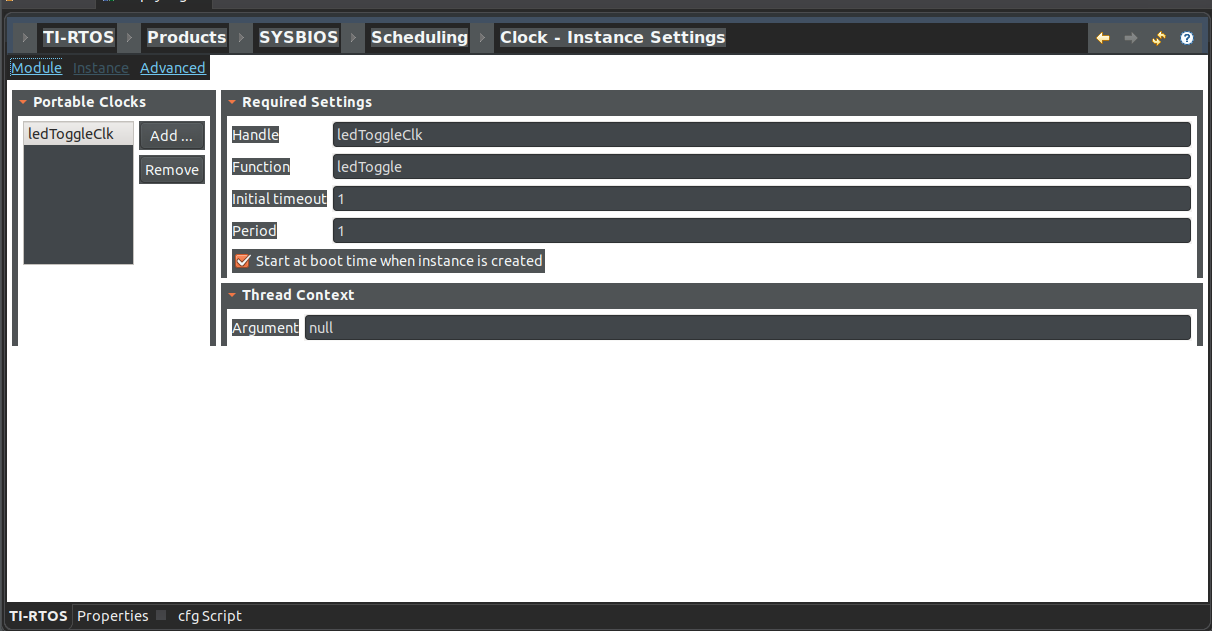 TI-RTOS Products SYSBIOS Scheduling Clock - Instance Settings
Module Instance Advanced
Portable Clocks
ledToggleClk
Add ...
Remove
Required Settings
Handle ledToggleClk
Function ledToggle
Initial timeout 1
Period 1
Start at boot time when instance is created
Thread Context
Argument null
TI-RTOS Properties cfg Script